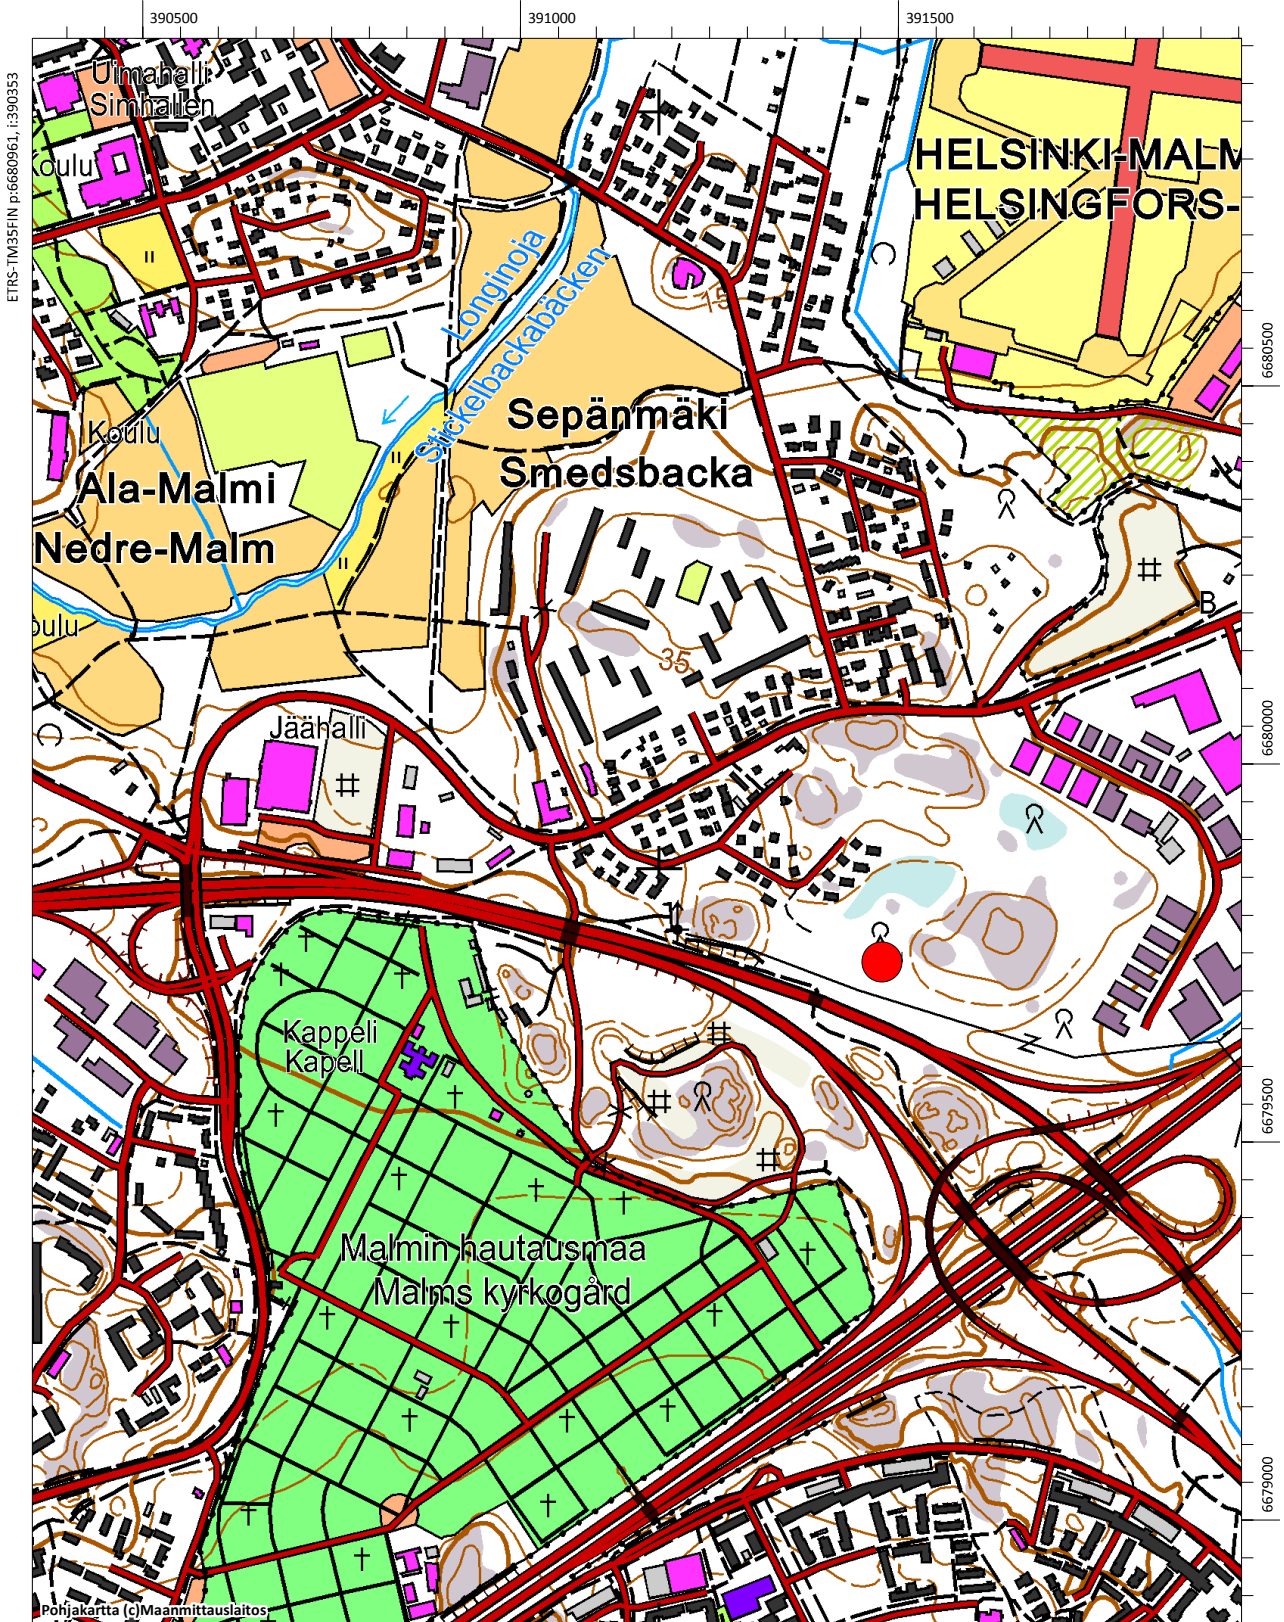 390500
391000
391500
ETRS-TM35FIN p:6680961, i:390353
Uimahalli
Simhallen
Koulu
HELSINKI-MALM
HELSINGFORS-
Longinoja
Stickelbackabäcken
15
6680500
Sepänmäki
Smedsbacka
Koulu
Ala-Malmi
Nedre-Malm
oulu
B
35
Jäähalli
6680000
Kappeli
Kapell
6679500
Malmin hautausmaa
Malms kyrkogård
6679000
Pohjakartta (c)Maanmittauslaitos